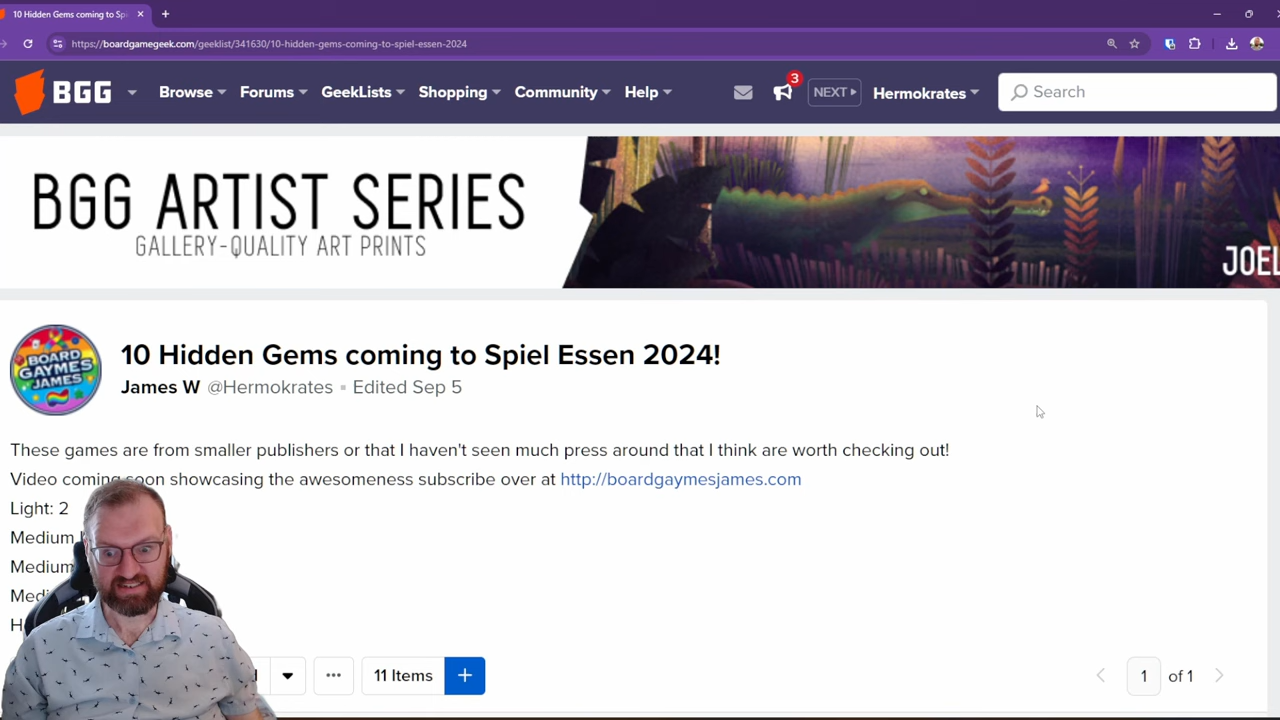 10 Hidden Gems coming to Spi
https://boardgamegeek.com/geeklist/341630/10-hidden-gems-coming-to-spiel-essen-2024
BGG Browse Forums GeekLists Shopping Community Help 3 NEXT Hermokrates Search
BGG ARTIST SERIES
GALLERY-QUALITY ART PRINTS
JOEL
BOARD GAYMES JAMES
10 Hidden Gems coming to Spiel Essen 2024!
James W @Hermokrates Edited Sep 5
These games are from smaller publishers or that I haven't seen much press around that I think are worth checking out!
Video coming soon showcasing the awesomeness subscribe over at http://boardgaymesjames.com
Light: 2
Medium
Medium
11 Items 1 of 1